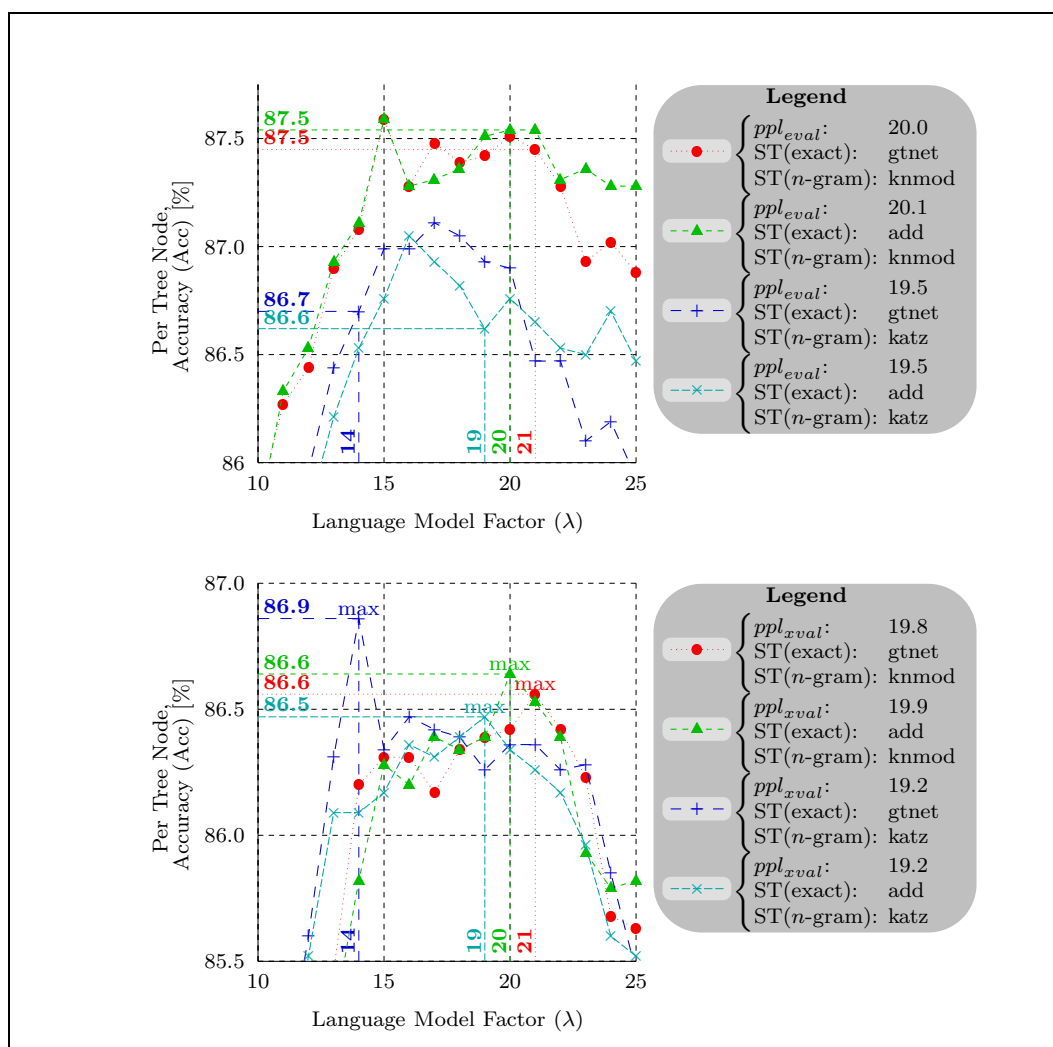 Legend
87.5
87.5
87.5
ppl_eval: 20.0
ST(exact): gtnet
ST(n-gram): knmod
ppl_eval: 20.1
ST(exact): add
ST(n-gram): knmod
87.0
86.7
86.6
ppl_eval: 19.5
ST(exact): gtnet
ST(n-gram): katz
86.5
ppl_eval: 19.5
ST(exact): add
ST(n-gram): katz
Per Tree Node,
Accuracy (Acc) [%]
14
19
20
21
86
10 15 20 25
Language Model Factor (λ)
87.0
Legend
86.9
max
ppl_xval: 19.8
ST(exact): gtnet
ST(n-gram): knmod
86.6
max
86.6
max
86.5
max
86.5
ppl_xval: 19.9
ST(exact): add
ST(n-gram): knmod
ppl_xval: 19.2
ST(exact): gtnet
ST(n-gram): katz
86.0
ppl_xval: 19.2
ST(exact): add
ST(n-gram): katz
Per Tree Node,
Accuracy (Acc) [%]
14
19
20
21
85.5
10 15 20 25
Language Model Factor (λ)